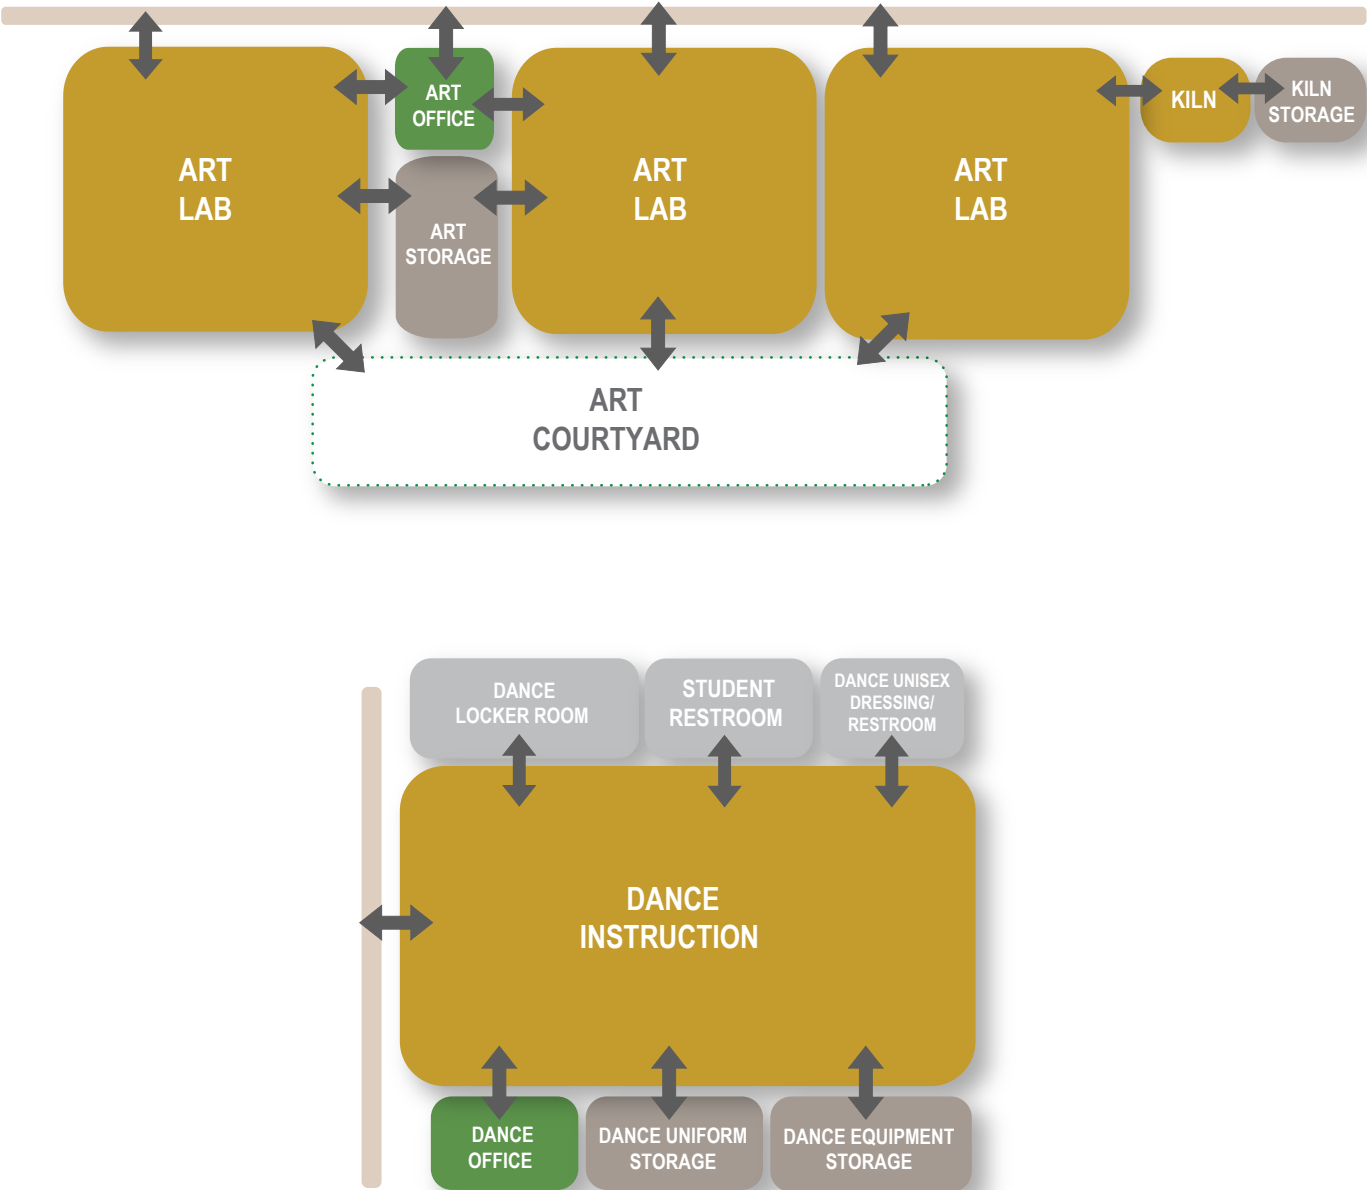 ART
LAB
ART
OFFICE
ART
STORAGE
ART
LAB
ART
LAB
KILN
KILN
STORAGE
ART
COURTYARD
DANCE
LOCKER ROOM
STUDENT
RESTROOM
DANCE UNISEX
DRESSING/
RESTROOM
DANCE
INSTRUCTION
DANCE
OFFICE
DANCE UNIFORM
STORAGE
DANCE EQUIPMENT
STORAGE